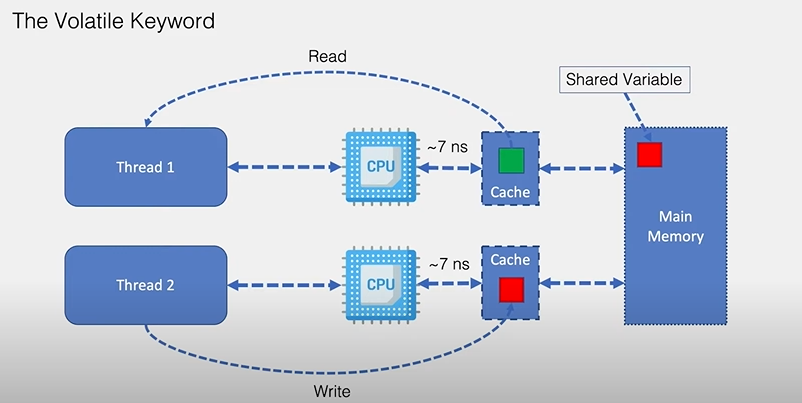 The Volatile Keyword
Read
Shared Variable
Thread 1
CPU
~7 ns
Cache
Main
Memory
Thread 2
CPU
~7 ns
Cache
Write